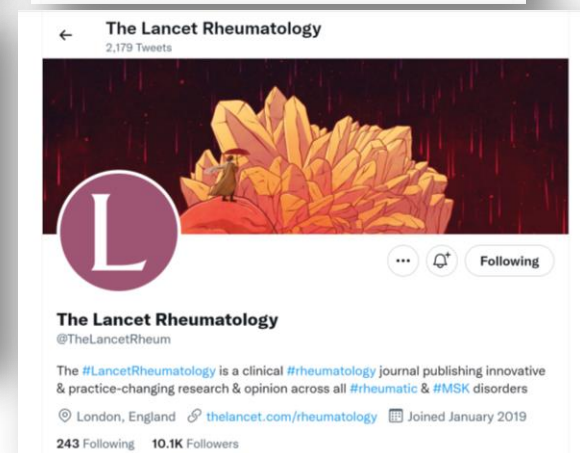 The Lancet Rheumatology
2,179 Tweets
L
Following
The Lancet Rheumatology
@TheLancetRheum
The #LancetRheumatology is a clinical #rheumatology journal publishing innovative
& practice-changing research & opinion across all #rheumatic & #MSK disorders
London, England thelancet.com/rheumatology Joined January 2019
243 Following 10.1K Followers